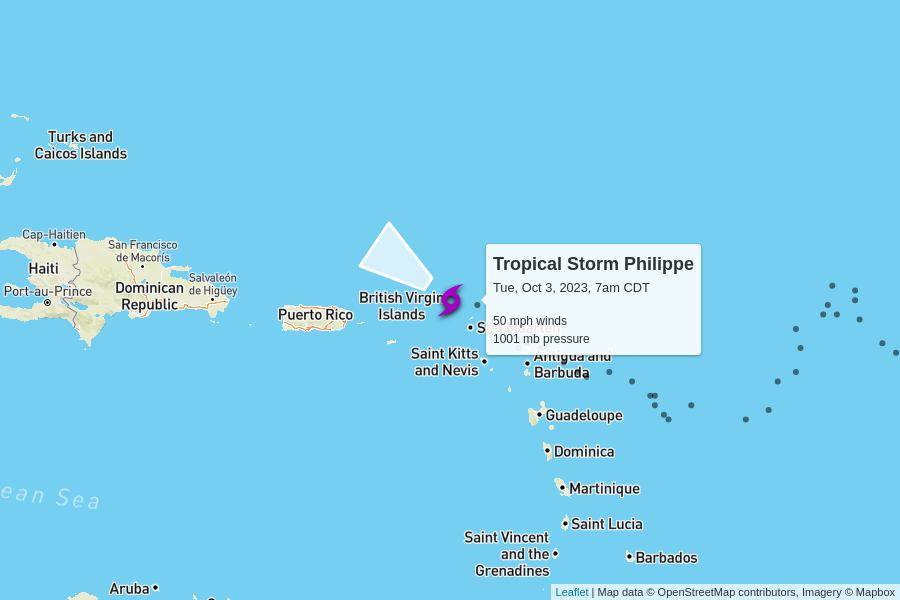 Turks and
Caicos Islands
Cap-Haitien
San Francisco
de Macorís
Haiti
Salvaleón
de Higüey
Port-au-Prince
Dominican
Republic
Puerto Rico
British Virgin
Islands
Tropical Storm Philippe
Tue, Oct 3, 2023, 7am CDT
50 mph winds
1001 mb pressure
Sint Maarten
Saint Kitts
and Nevis
Antigua and
Barbuda
Guadeloupe
Dominica
Martinique
ean Sea
Saint Lucia
Saint Vincent
and the
Grenadines
Barbados
Aruba
Leaflet | Map data © OpenStreetMap contributors, Imagery © Mapbox